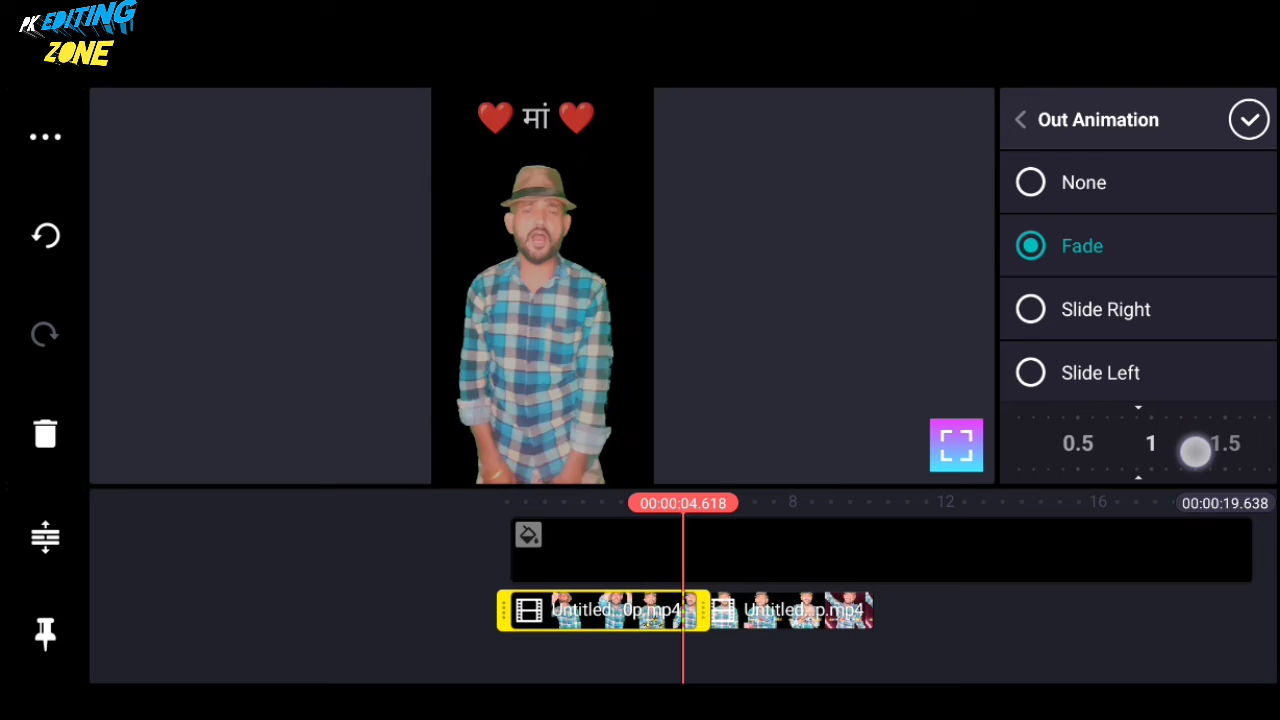 PK EDITING
ZONE
❤️ मां ❤️
Out Animation
None
Fade
Slide Right
Slide Left
0.5 1 1.5
00:00:04.618 8 12 16 00:00:19.638
Untitled..0p.mp4 Untitled..p.mp4